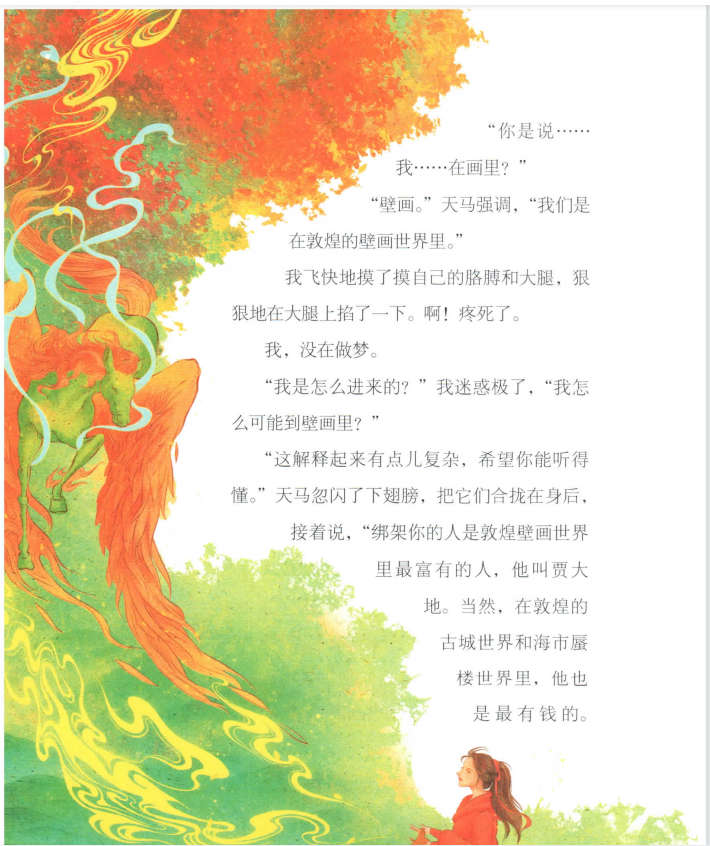 “你是说……
我……在画里？”
“壁画。”天马强调，“我们是
在敦煌的壁画世界里。”
我飞快地摸了摸自己的胳膊和大腿，狠
狠地在大腿上掐了一下。啊！疼死了。
我，没在做梦。
“我是怎么进来的？”我迷惑极了，“我怎
么可能到壁画里？”
“这解释起来有点儿复杂，希望你能听得
懂。”天马忽闪了下翅膀，把它们合拢在身后，
接着说，“绑架你的人是敦煌壁画世界
里最富有的人，他叫贾大
地。当然，在敦煌的
古城世界和海市蜃
楼世界里，他也
是最有钱的。